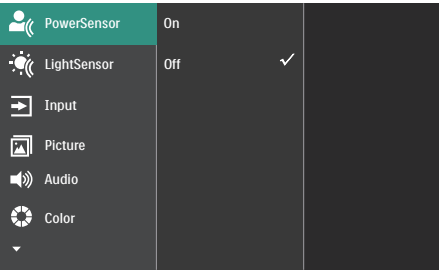 PowerSensor On
LightSensor Off
Input
Picture
Audio
Color